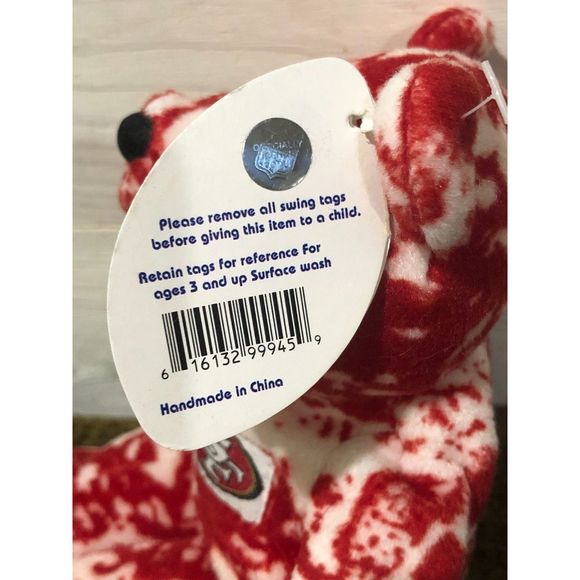 OFFICIALLY
Please remove all swing tags
before giving this item to a child.
Retain tags for reference For
ages 3 and up Surface wash
6 16132 99945 9
Handmade in China